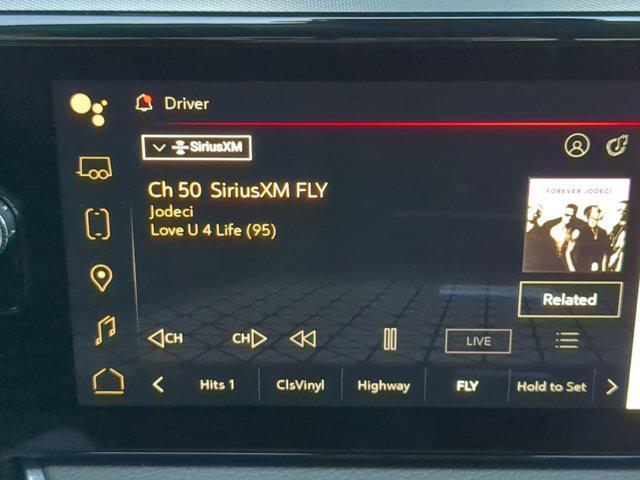 Driver
SiriusXM
Ch 50 SiriusXM FLY
Jodeci
Love U 4 Life (95)
FOREVER JODECI
Related
CH
CH
LIVE
Hits 1
ClsVinyl
Highway
FLY
Hold to Set